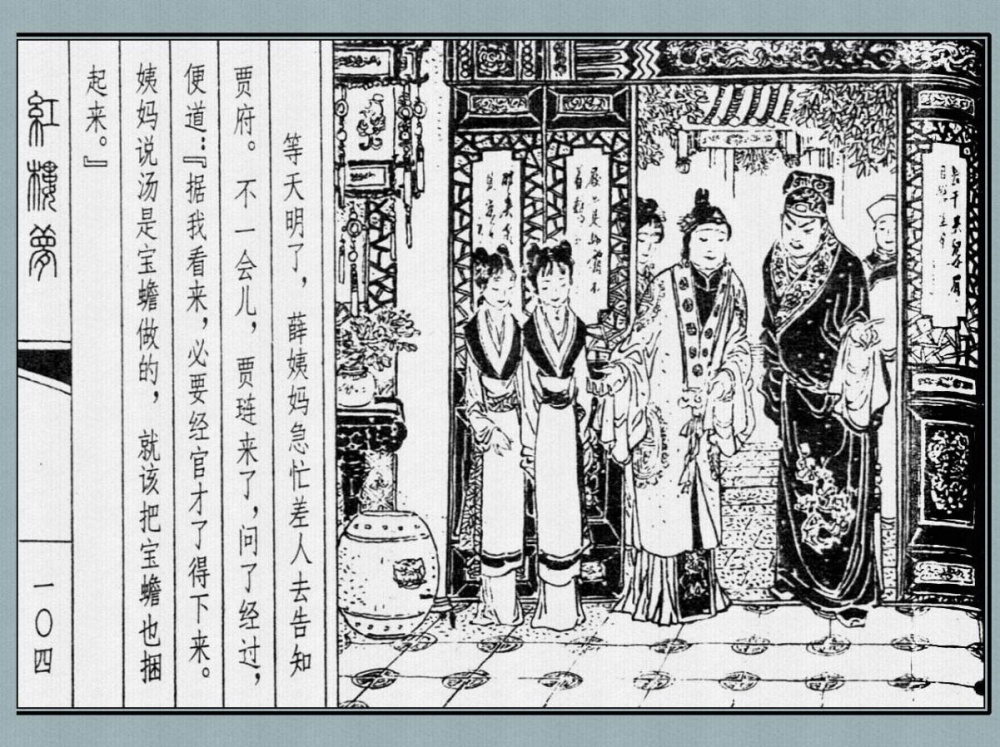 等天明了，薛姨妈急忙差人去告知
贾府。不一会儿，贾琏来了，问了经过，
便道：『据我看来，必要经官才了得下来。
姨妈说汤是宝蟾做的，就该把宝蟾也捆
起来。』
紅樓夢
一〇四